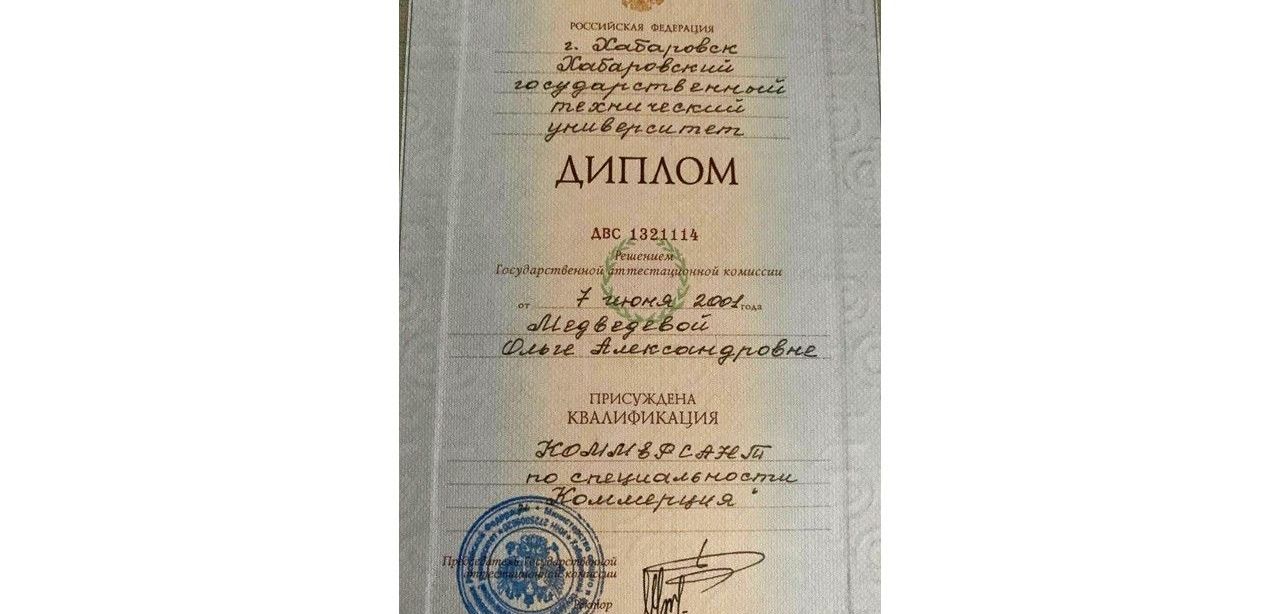 РОССИЙСКАЯ ФЕДЕРАЦИЯ
г. Хабаровск
Хабаровский
государственный
технический
университет
ДИПЛОМ
ДВС 1321114
Решением
Государственной аттестационной комиссии
от 7 июня 2001 года
Медведевой
Ольге Александровне
ПРИСУЖДЕНА
КВАЛИФИКАЦИЯ
КОММЕРСАНТ
по специальности
"Коммерция"
Председатель Государственной
аттестационной комиссии
Ректор